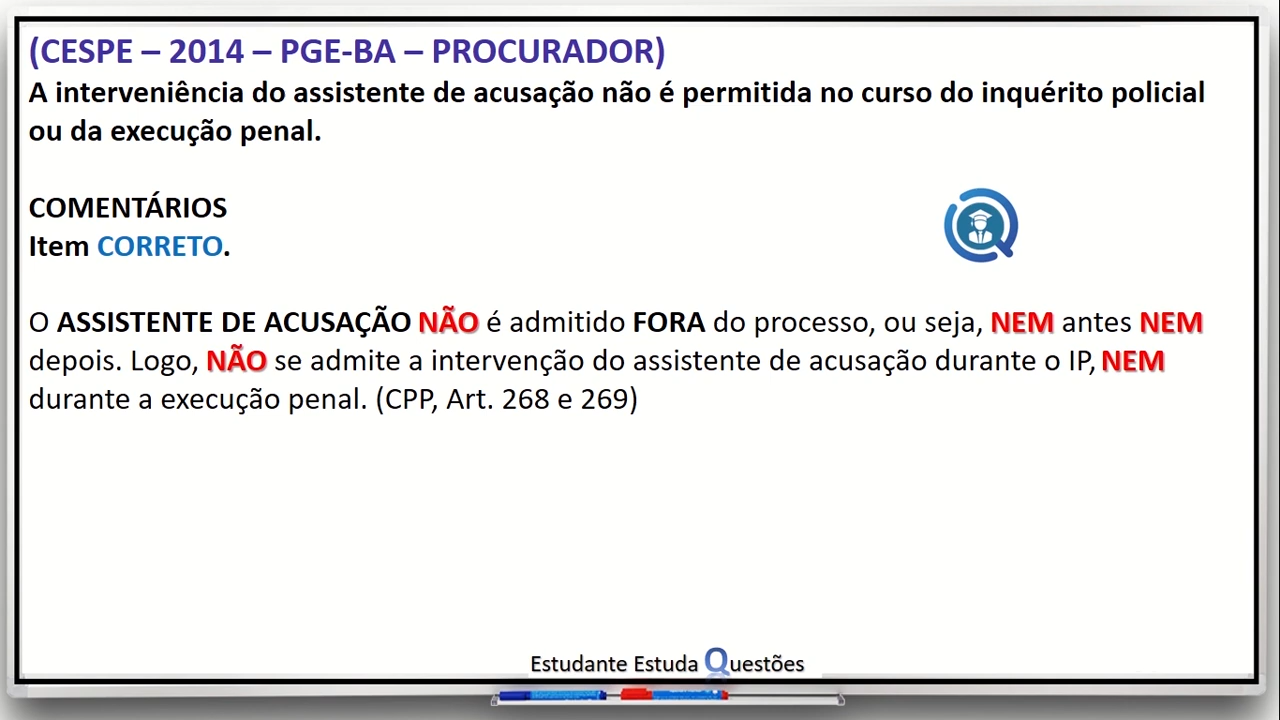 (CESPE – 2014 – PGE-BA – PROCURADOR)
A interveniência do assistente de acusação não é permitida no curso do inquérito policial
ou da execução penal.
COMENTÁRIOS
Item CORRETO.
O ASSISTENTE DE ACUSAÇÃO NÃO é admitido FORA do processo, ou seja, NEM antes NEM
depois. Logo, NÃO se admite a intervenção do assistente de acusação durante o IP, NEM
durante a execução penal. (CPP, Art. 268 e 269)
Estudante Estuda Questões